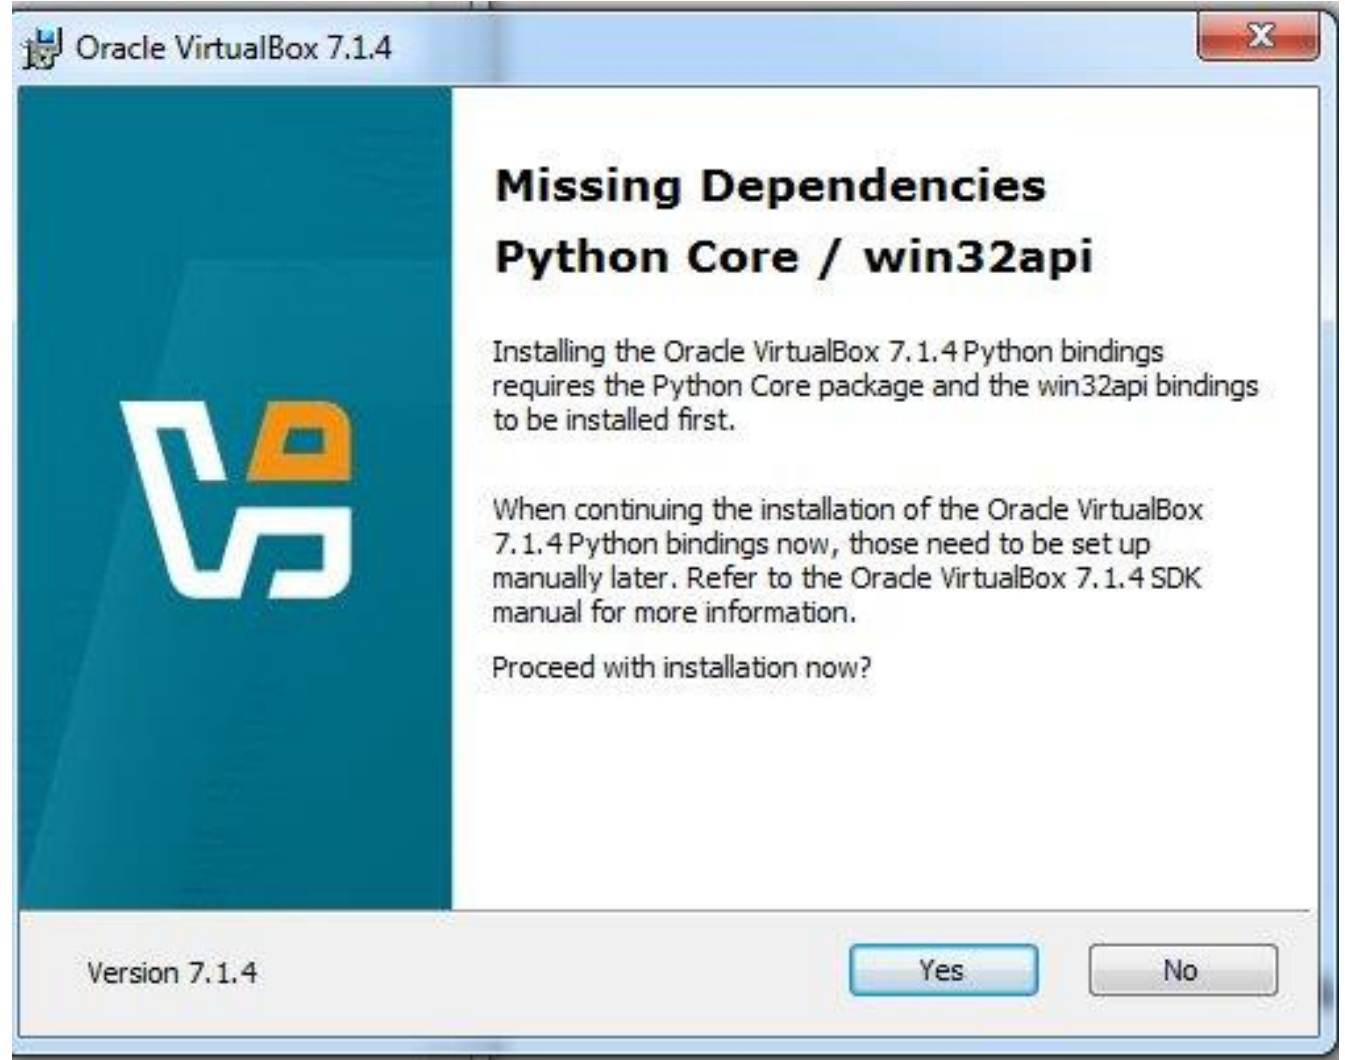 Oracle VirtualBox 7.1.4
Missing Dependencies
Python Core / win32api
Installing the Oracle VirtualBox 7.1.4 Python bindings
requires the Python Core package and the win32api bindings
to be installed first.
When continuing the installation of the Oracle VirtualBox
7.1.4 Python bindings now, those need to be set up
manually later. Refer to the Oracle VirtualBox 7.1.4 SDK
manual for more information.
Proceed with installation now?
Version 7.1.4
Yes
No